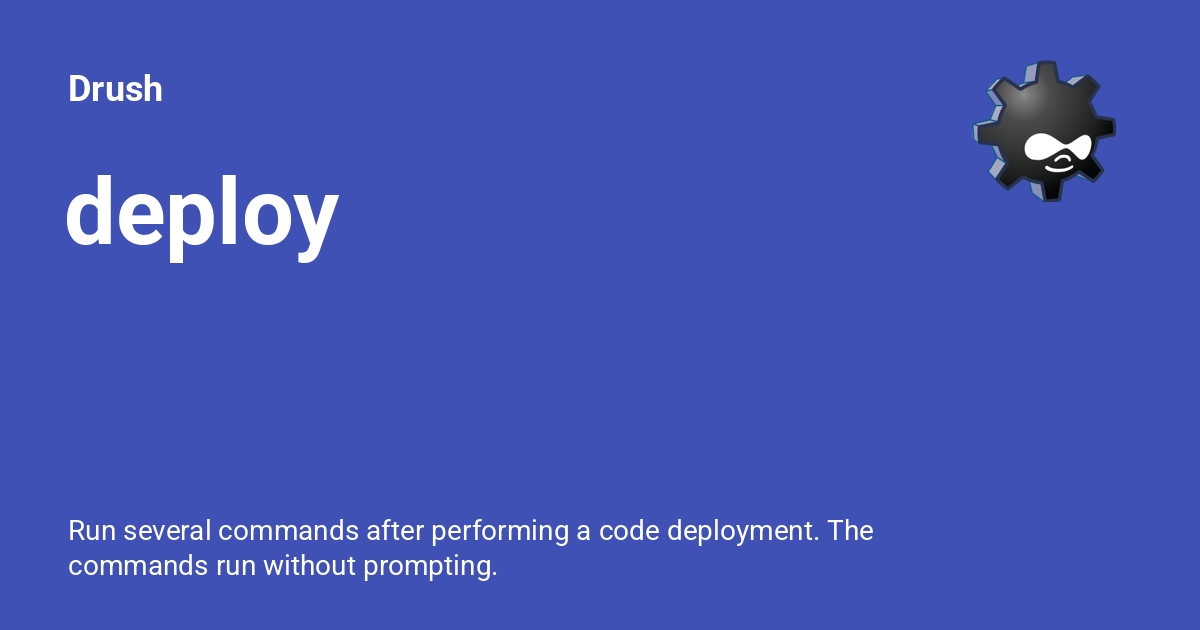 Drush
deploy
Run several commands after performing a code deployment. The
commands run without prompting.